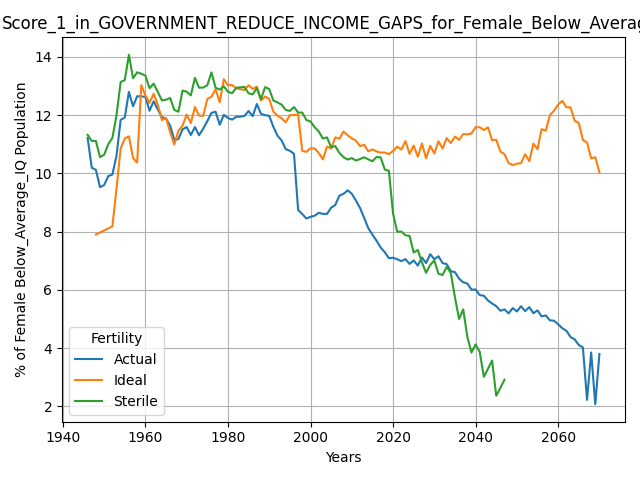 Score_1_in_GOVERNMENT_REDUCE_INCOME_GAPS_for_Female_Below_Averag
% of Female Below_Average_IQ Population
14
12
10
8
6
4
2
Fertility
Actual
Ideal
Sterile
1940 1960 1980 2000 2020 2040 2060
Years